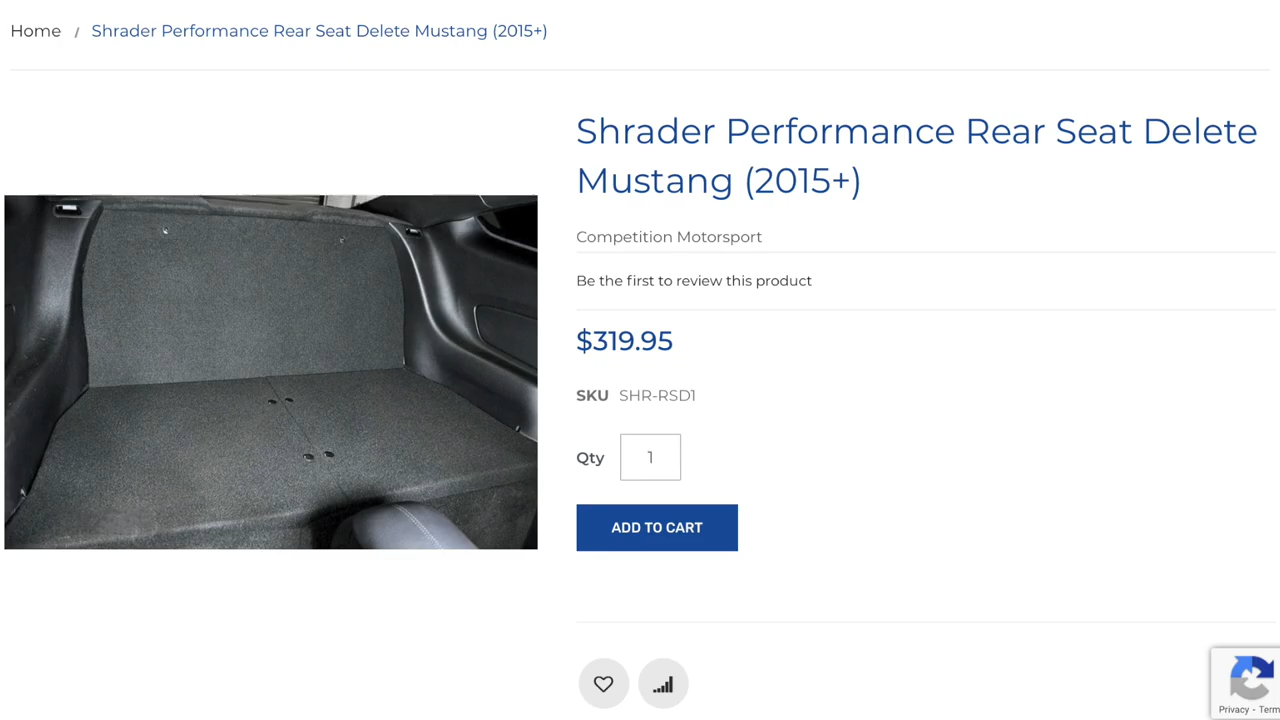 Home / Shrader Performance Rear Seat Delete Mustang (2015+)
Shrader Performance Rear Seat Delete
Mustang (2015+)
Competition Motorsport
Be the first to review this product
$319.95
SKU SHR-RSD1
Qty 1
ADD TO CART
Privacy - Term